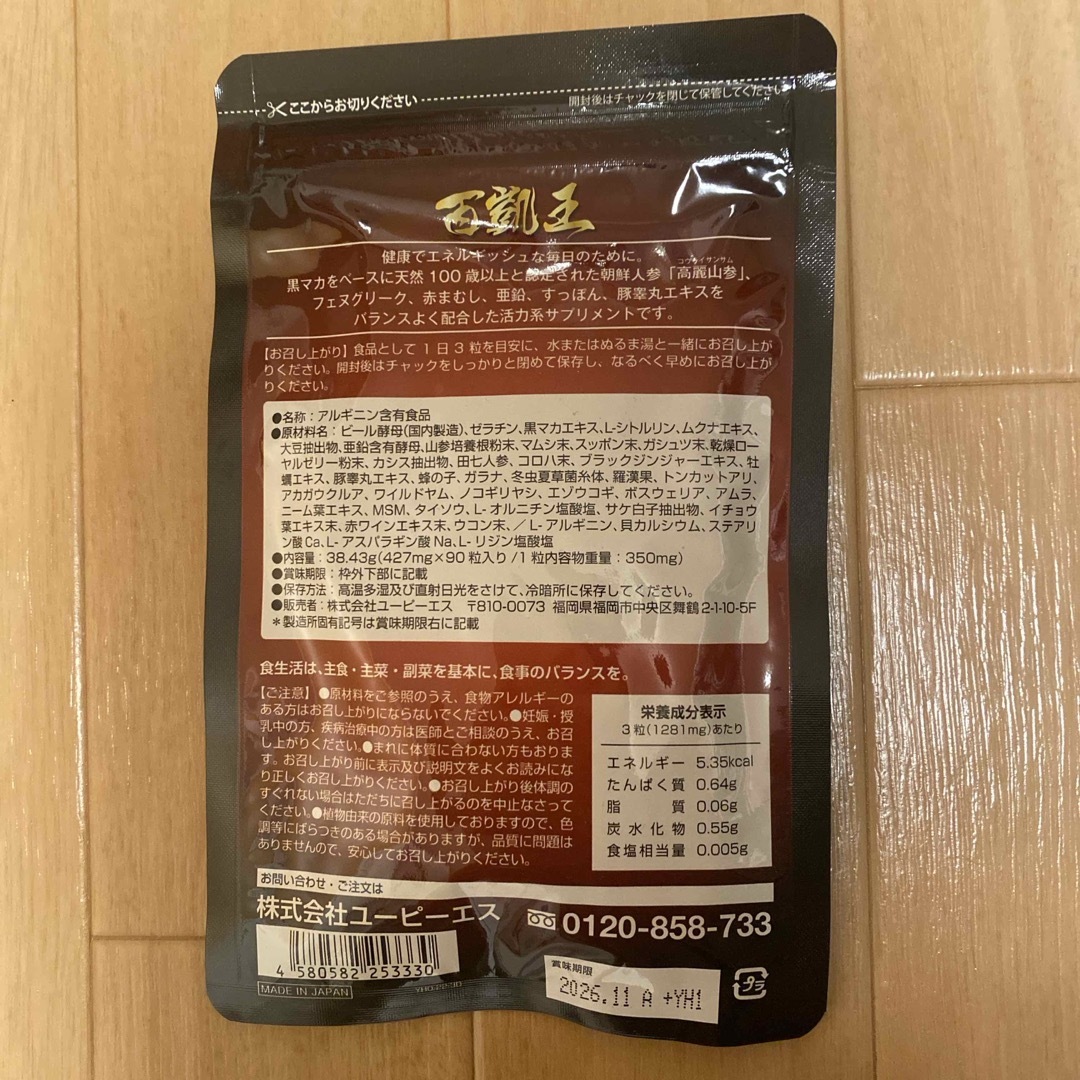 ここからお切りください
開封後はチャックを閉じて保管してください
百凱王
健康でエネルギッシュな毎日のために。
コウライサンサム
黒マカをベースに天然100歳以上と認定された朝鮮人参「高麗山参」、
フェヌグリーク、赤まむし、亜鉛、すっぽん、豚睾丸エキスを
バランスよく配合した活力系サプリメントです。
【お召し上がり】食品として1日3粒を目安に、水またはぬるま湯と一緒にお召し上が
りください。開封後はチャックをしっかりと閉めて保存し、なるべく早めにお召し上が
りください。
●名称：アルギニン含有食品
●原材料名：ビール酵母(国内製造)、ゼラチン、黒マカエキス、L-シトルリン、ムクナエキス、
大豆抽出物、亜鉛含有酵母、山参培養根粉末、マムシ末、スッポン末、ガシュツ末、乾燥ロー
ヤルゼリー粉末、カシス抽出物、田七人参、コロハ末、ブラックジンジャーエキス、牡
蠣エキス、豚睾丸エキス、蜂の子、ガラナ、冬虫夏草菌糸体、羅漢果、トンカットアリ、
アカガウクルア、ワイルドヤム、ノコギリヤシ、エゾウコギ、ボスウェリア、アムラ、
ニーム葉エキス、MSM、タイソウ、L-オルニチン塩酸塩、サケ白子抽出物、イチョウ
葉エキス末、赤ワインエキス末、ウコン末、／L-アルギニン、貝カルシウム、ステアリ
ン酸Ca、L-アスパラギン酸Na、L-リジン塩酸塩
●内容量：38.43g(427mg×90粒入り/1粒内容物重量：350mg)
●賞味期限：枠外下部に記載
●保存方法：高温多湿及び直射日光をさけて、冷暗所に保存してください。
●販売者：株式会社ユーピーエス 〒810-0073 福岡県福岡市中央区舞鶴2-1-10-5F
＊製造所固有記号は賞味期限右に記載
食生活は、主食・主菜・副菜を基本に、食事のバランスを。
【ご注意】●原材料をご参照のうえ、食物アレルギーの
ある方はお召し上がりにならないでください。●妊娠・授
乳中の方、疾病治療中の方は医師とご相談のうえ、お召
し上がりください。●まれに体質に合わない方もおりま
す。お召し上がり前に表示及び説明文をよくお読みにな
り正しくお召し上がりください。●お召し上がり後体調の
すぐれない場合はただちに召し上がるのを中止なさって
ください。●植物由来の原料を使用しておりますので、色
調等にばらつきのある場合がありますが、品質に問題は
ありませんので、安心してお召し上がりください。
栄養成分表示
3粒(1281mg)あたり
エネルギー 5.35kcal
たんぱく質 0.64g
脂質 0.06g
炭水化物 0.55g
食塩相当量 0.005g
お問い合わせ・ご注文は
株式会社ユーピーエス 0120-858-733
4 580582 253330
MADE IN JAPAN
賞味期限
2026.11 A +YH1
プラ